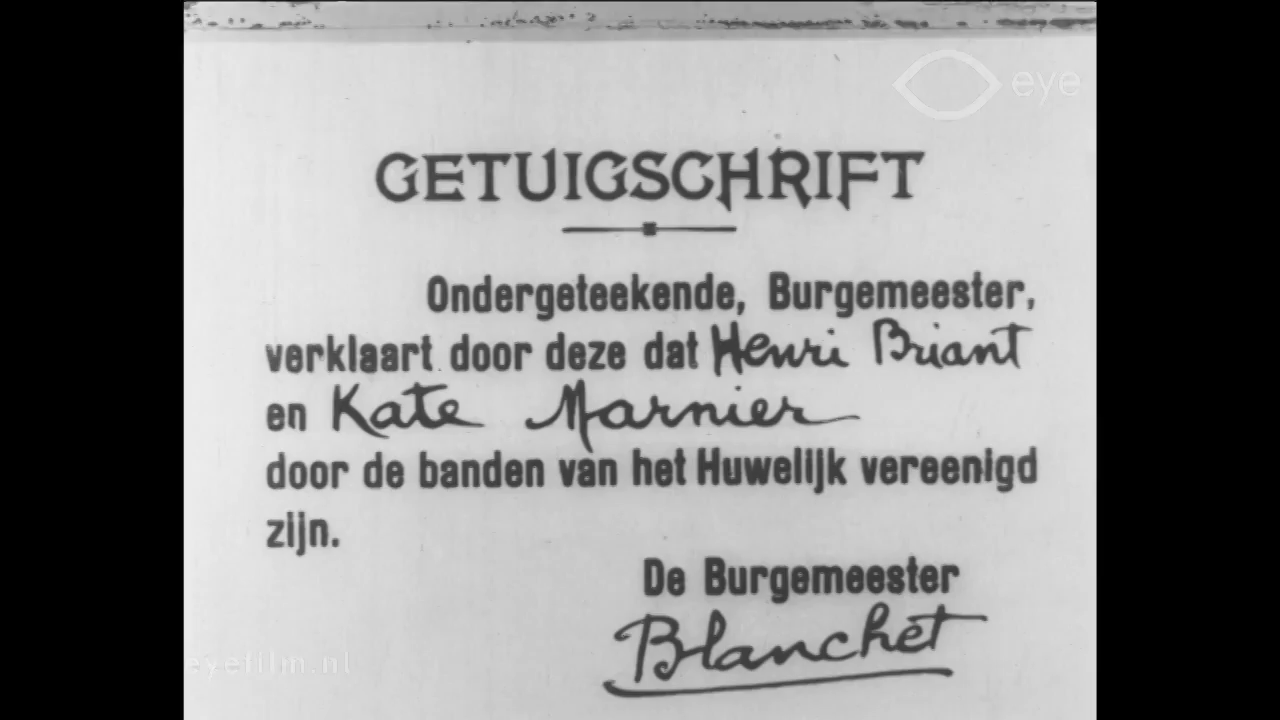 eye
GETUIGSCHRIFT
Ondergeteekende, Burgemeester,
verklaart door deze dat Henri Briant
en Kate Marnier
door de banden van het Huwelijk vereenigd
zijn.
De Burgemeester
Blanchet
eyefilm.nl